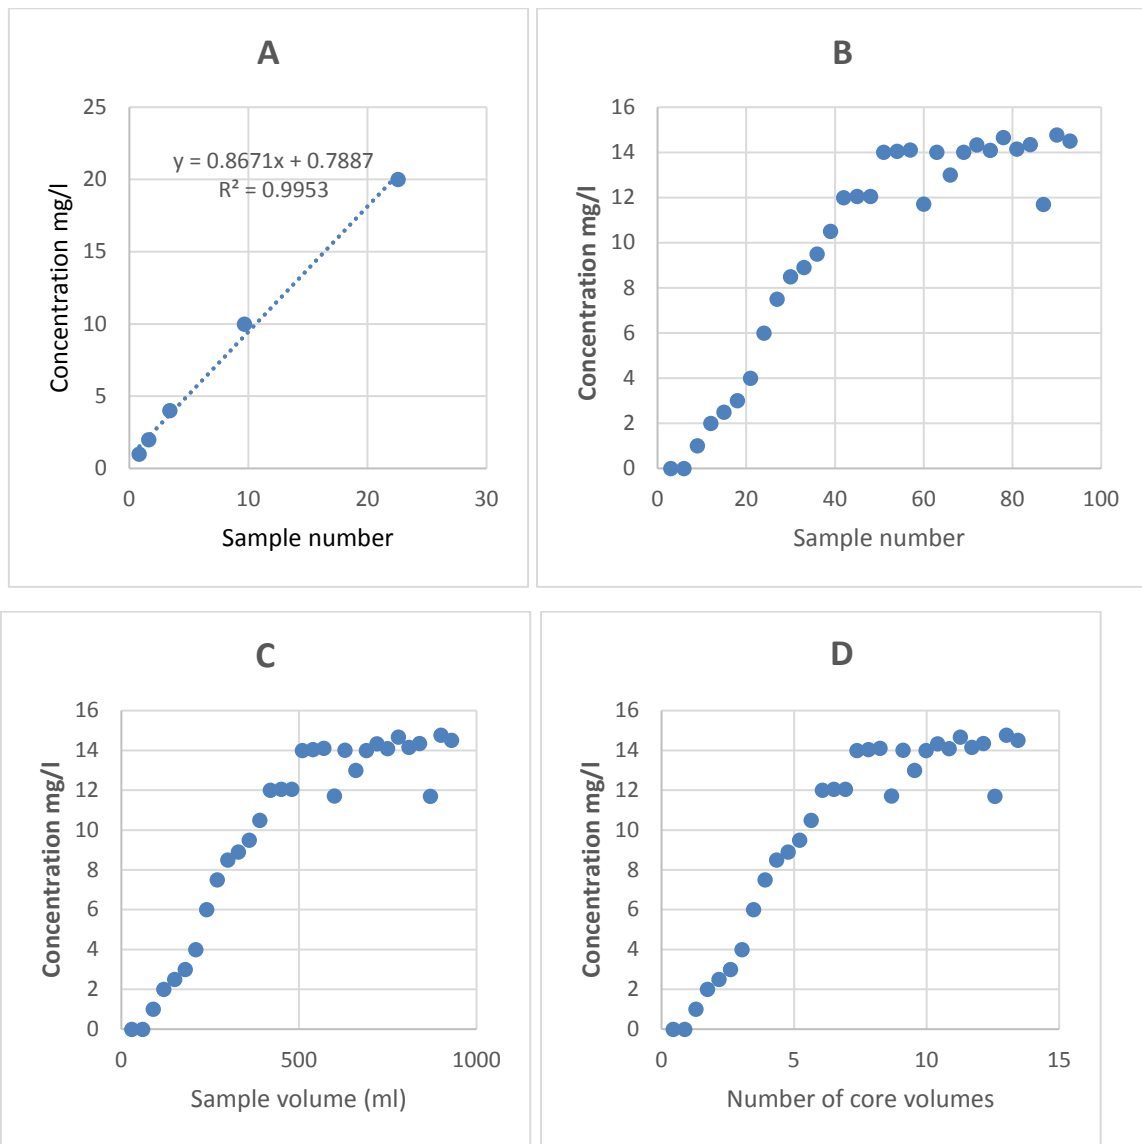 A
25
20
15
10
5
0
y = 0.8671x + 0.7887
R² = 0.9953
0 10 20 30
Concentration mg/l
Sample number
B
16
14
12
10
8
6
4
2
0
0 20 40 60 80 100
Concentration mg/l
Sample number
C
16
14
12
10
8
6
4
2
0
0 500 1000
Concentration mg/l
Sample volume (ml)
D
16
14
12
10
8
6
4
2
0
0 5 10 15
Concentration mg/l
Number of core volumes